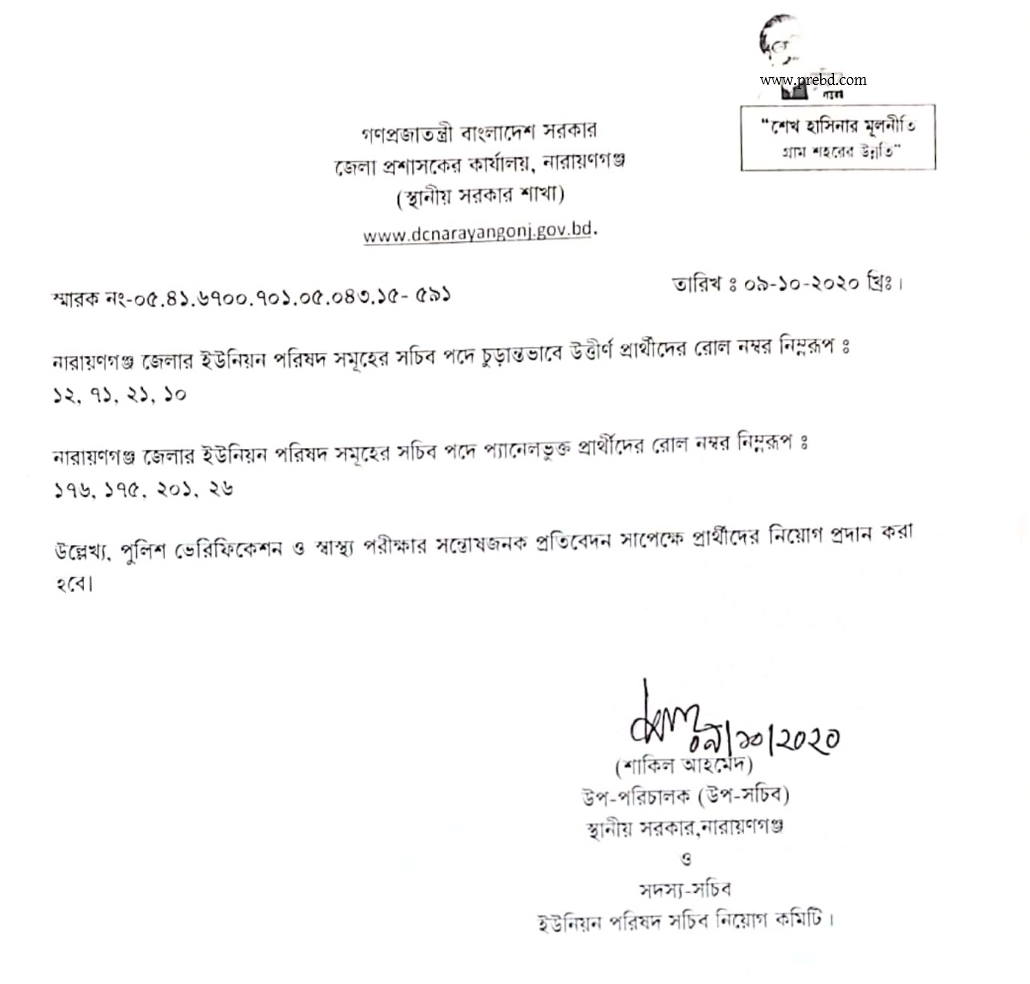 www.prebd.com
"শেখ হাসিনার মূলনীতি
গ্রাম শহরের উন্নতি"
গণপ্রজাতন্ত্রী বাংলাদেশ সরকার
জেলা প্রশাসকের কার্যালয়, নারায়ণগঞ্জ
(স্থানীয় সরকার শাখা)
www.dcnarayangonj.gov.bd.
স্মারক নং-০৫.৪১.৬৭০০.৭০১.০৫.০৪৩.১৫- ৫৯১
তারিখ ঃ ০৯-১০-২০২০ খ্রিঃ।
নারায়ণগঞ্জ জেলার ইউনিয়ন পরিষদ সমূহের সচিব পদে চুড়ান্তভাবে উত্তীর্ণ প্রার্থীদের রোল নম্বর নিম্নরূপ ঃ
১২, ৭১, ২১, ১০
নারায়ণগঞ্জ জেলার ইউনিয়ন পরিষদ সমূহের সচিব পদে প্যানেলভুক্ত প্রার্থীদের রোল নম্বর নিম্নরূপ ঃ
১৭৬, ১৭৫, ২০১, ২৬
উল্লেখ্য, পুলিশ ভেরিফিকেশন ও স্বাস্থ্য পরীক্ষার সন্তোষজনক প্রতিবেদন সাপেক্ষে প্রার্থীদের নিয়োগ প্রদান করা
হবে।
০৯/১০/২০২০
(শাকিল আহমেদ)
উপ-পরিচালক (উপ-সচিব)
স্থানীয় সরকার,নারায়ণগঞ্জ
ও
সদস্য-সচিব
ইউনিয়ন পরিষদ সচিব নিয়োগ কমিটি।